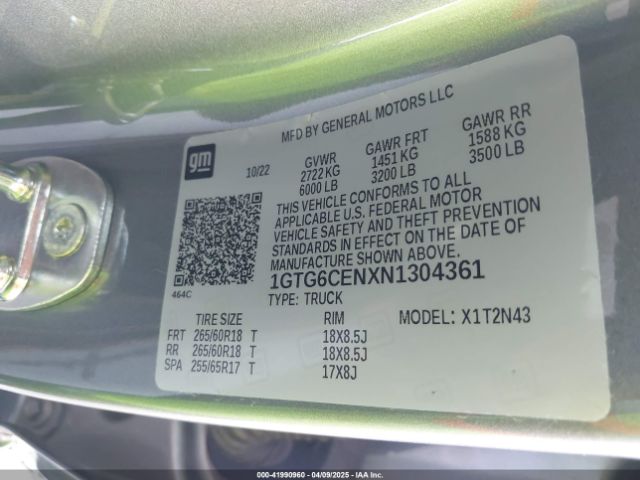 MFD BY GENERAL MOTORS LLC
gm
10/22
GVWR GAWR FRT GAWR RR
2722 KG 1451 KG 1588 KG
6000 LB 3200 LB 3500 LB
THIS VEHICLE CONFORMS TO ALL
APPLICABLE U.S. FEDERAL MOTOR
VEHICLE SAFETY AND THEFT PREVENTION
STANDARDS IN EFFECT ON THE DATE OF
MANUFACTURE SHOWN ABOVE.
464C
1GTG6CENXN1304361
TYPE: TRUCK
MODEL: X1T2N43
TIRE SIZE RIM
FRT 265/60R18 T 18X8.5J
RR 265/60R18 T 18X8.5J
SPA 255/65R17 T 17X8J
000-41990960 - 04/09/2025 - IAA, Inc.